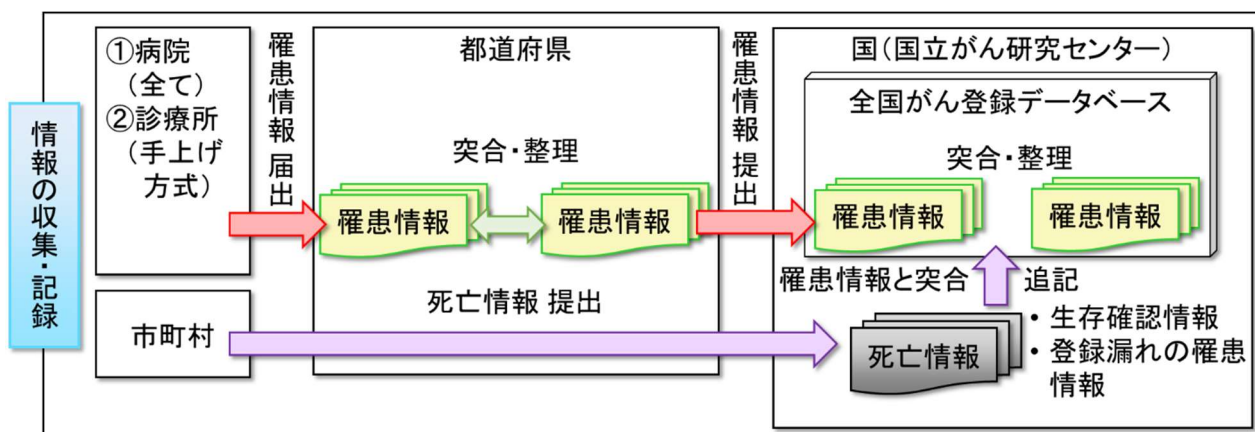 情報の収集・記録
①病院
（全て）
②診療所
（手上げ
方式）
罹患情報 届出
都道府県
突合・整理
罹患情報
罹患情報
罹患情報 提出
国（国立がん研究センター）
全国がん登録データベース
突合・整理
罹患情報
罹患情報
罹患情報と突合
追記
市町村
死亡情報 提出
死亡情報
・ 生存確認情報
・ 登録漏れの罹患
情報